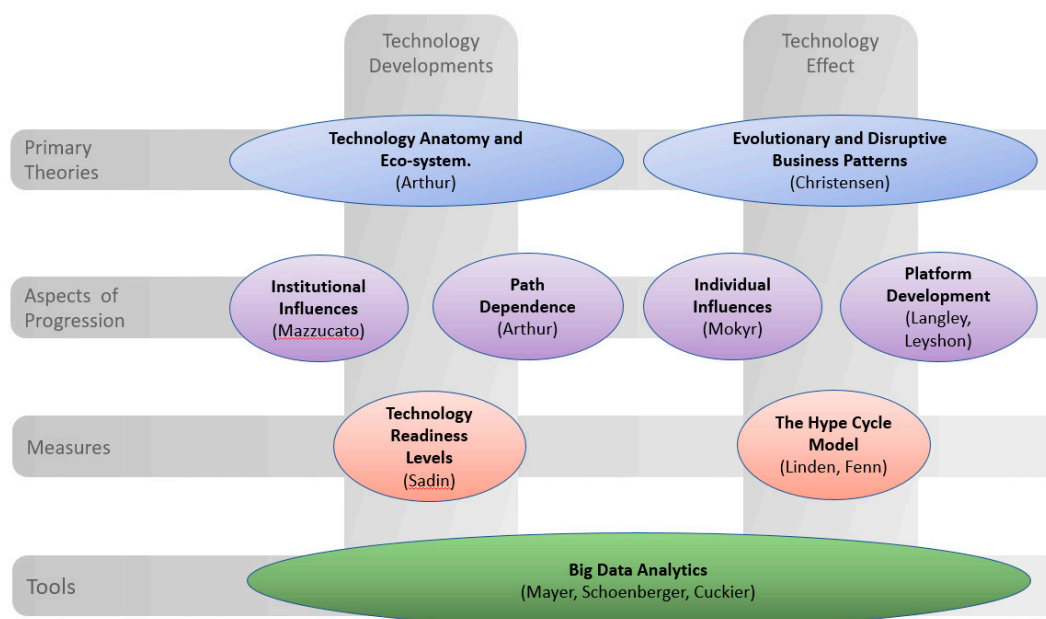 Technology
Developments
Technology
Effect
Primary
Theories
Technology Anatomy and
Eco-system.
(Arthur)
Evolutionary and Disruptive
Business Patterns
(Christensen)
Aspects of
Progression
Institutional
Influences
(Mazzucato)
Path
Dependence
(Arthur)
Individual
Influences
(Mokyr)
Platform
Development
(Langley,
Leyshon)
Measures
Technology
Readiness
Levels
(Sadin)
The Hype Cycle
Model
(Linden, Fenn)
Tools
Big Data Analytics
(Mayer, Schoenberger, Cuckier)